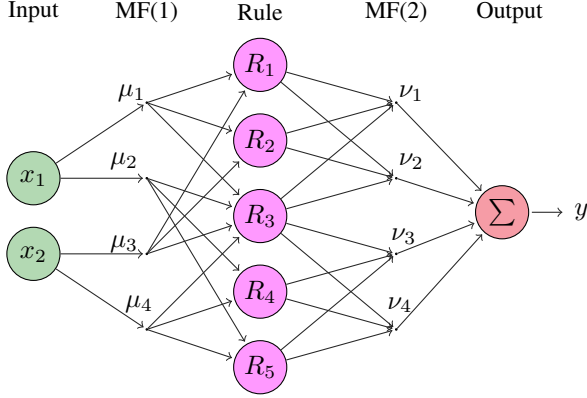 Input MF(1) Rule MF(2) Output
R₁
μ₁ ν₁
R₂
x₁ μ₂ ν₂
R₃ ∑ y
x₂ μ₃ ν₃
R₄
μ₄ ν₄
R₅